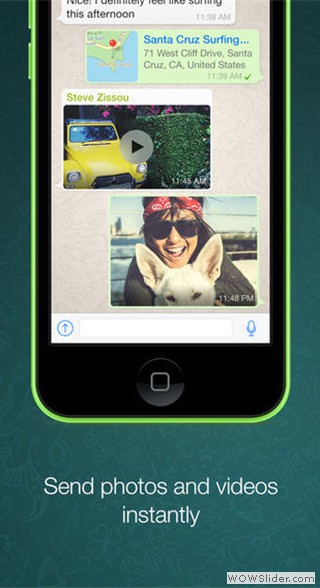 Nice! I definitely feel like surfing
this afternoon
11:38 AM
Santa Cruz Surfing...
71 West Cliff Drive, Santa
Cruz, CA, United States
11:39 AM
Steve Zissou
11:45 AM
11:48 PM
Send photos and videos
instantly
WOWSlider.com